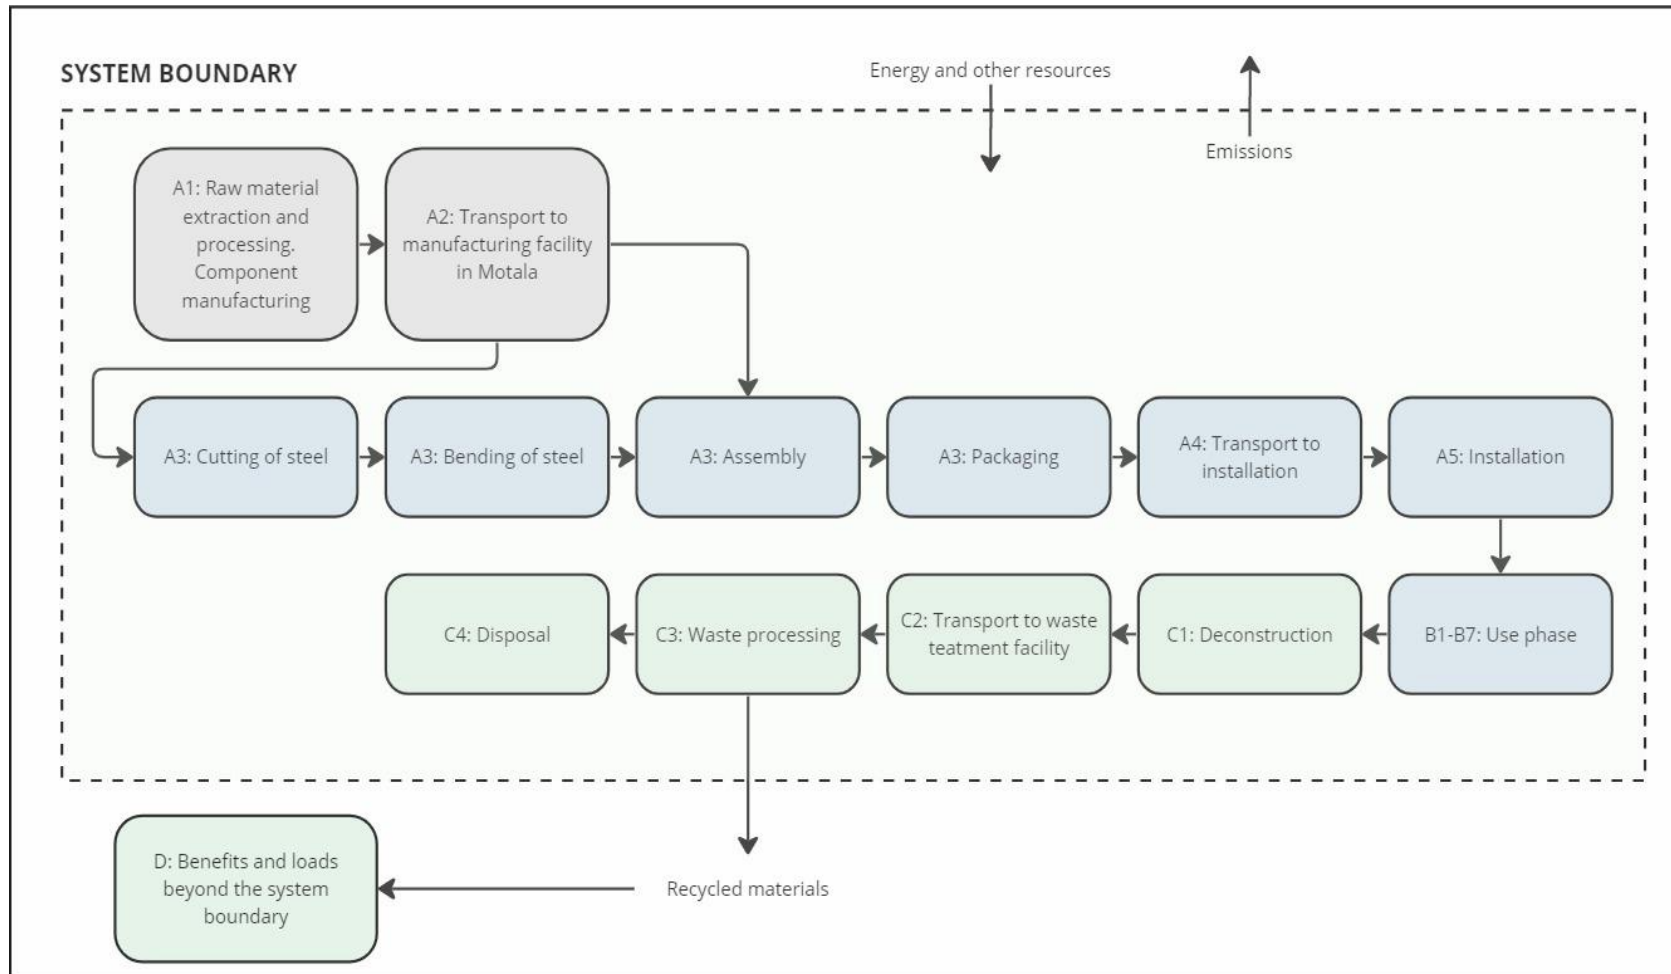 SYSTEM BOUNDARY
Energy and other resources
Emissions
A1: Raw material
extraction and
processing.
Component
manufacturing
A2: Transport to
manufacturing facility
in Motala
A3: Cutting of steel
A3: Bending of steel
A3: Assembly
A3: Packaging
A4: Transport to
installation
A5: Installation
C4: Disposal
C3: Waste processing
C2: Transport to waste
teatment facility
C1: Deconstruction
B1-B7: Use phase
D: Benefits and loads
beyond the system
boundary
Recycled materials